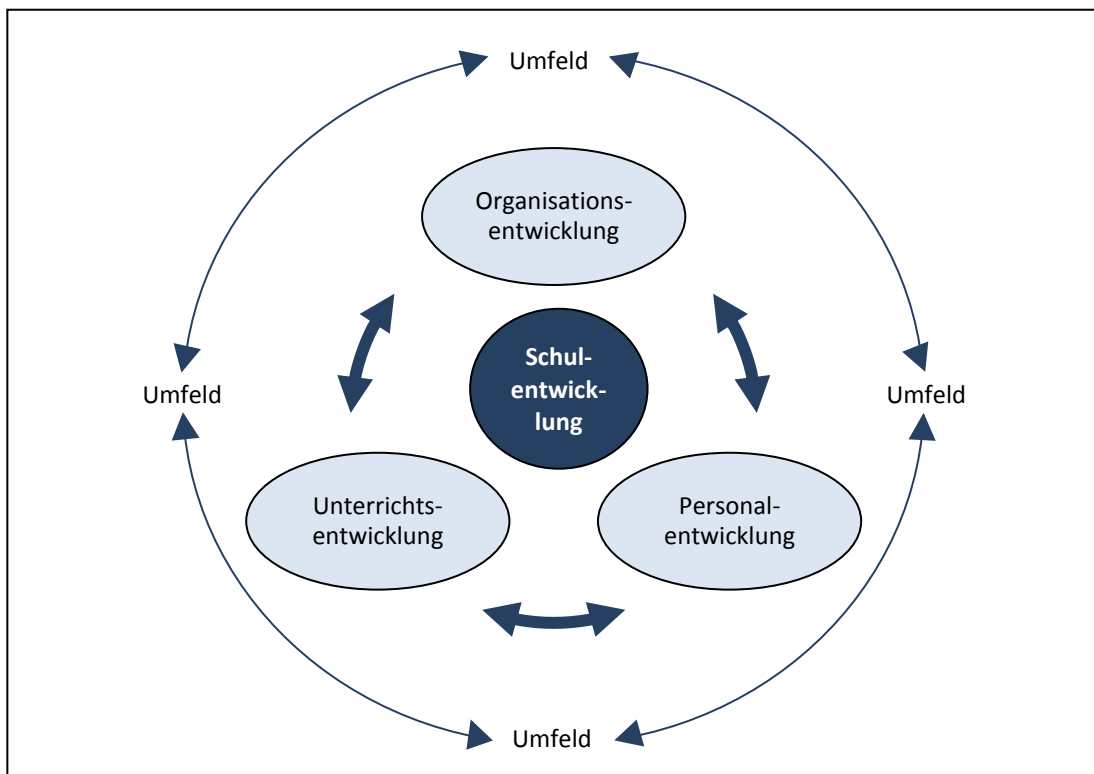 Umfeld
Organisations-
entwicklung
Schul-
entwick-
lung
Umfeld
Umfeld
Unterrichts-
entwicklung
Personal-
entwicklung
Umfeld